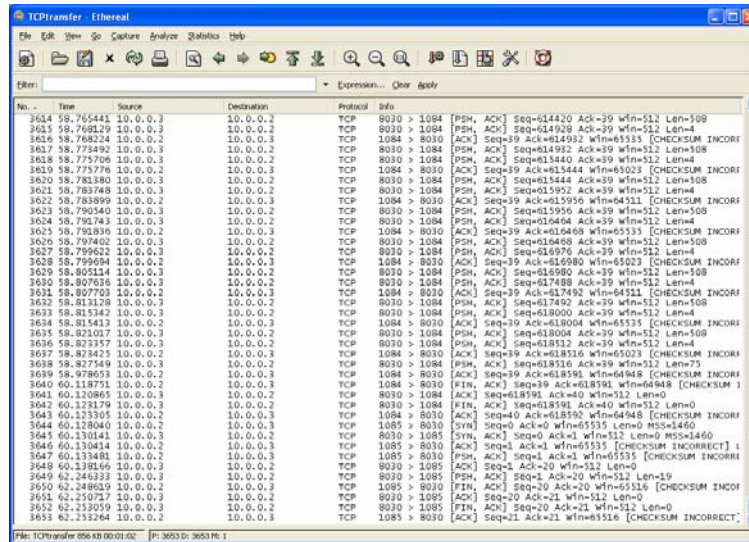 TCPtransfer - Ethereal
File Edit View Go Capture Analyze Statistics Help
Filter: Expression... Clear Apply
No. . Time Source Destination Protocol Info
3614 58.765441 10.0.0.3 10.0.0.2 TCP 8030 > 1084 [PSH, ACK] Seq=614420 Ack=39 Win=512 Len=508
3615 58.768129 10.0.0.3 10.0.0.2 TCP 8030 > 1084 [PSH, ACK] Seq=614928 Ack=39 Win=512 Len=4
3616 58.768224 10.0.0.2 10.0.0.3 TCP 1084 > 8030 [ACK] Seq=39 Ack=614932 Win=65535 [CHECKSUM INCORR
3617 58.773492 10.0.0.3 10.0.0.2 TCP 8030 > 1084 [PSH, ACK] Seq=614932 Ack=39 Win=512 Len=508
3618 58.775706 10.0.0.3 10.0.0.2 TCP 8030 > 1084 [PSH, ACK] Seq=615440 Ack=39 Win=512 Len=4
3619 58.775776 10.0.0.2 10.0.0.3 TCP 1084 > 8030 [ACK] Seq=39 Ack=615444 Win=65023 [CHECKSUM INCORR
3620 58.781380 10.0.0.3 10.0.0.2 TCP 8030 > 1084 [PSH, ACK] Seq=615444 Ack=39 Win=512 Len=508
3621 58.783748 10.0.0.3 10.0.0.2 TCP 8030 > 1084 [PSH, ACK] Seq=615952 Ack=39 Win=512 Len=4
3622 58.783899 10.0.0.2 10.0.0.3 TCP 1084 > 8030 [ACK] Seq=39 Ack=615956 Win=64511 [CHECKSUM INCORR
3623 58.790540 10.0.0.3 10.0.0.2 TCP 8030 > 1084 [PSH, ACK] Seq=615956 Ack=39 Win=512 Len=508
3624 58.791743 10.0.0.3 10.0.0.2 TCP 8030 > 1084 [PSH, ACK] Seq=616464 Ack=39 Win=512 Len=4
3625 58.791836 10.0.0.2 10.0.0.3 TCP 1084 > 8030 [ACK] Seq=39 Ack=616468 Win=65535 [CHECKSUM INCORR
3626 58.797402 10.0.0.3 10.0.0.2 TCP 8030 > 1084 [PSH, ACK] Seq=616468 Ack=39 Win=512 Len=508
3627 58.799622 10.0.0.3 10.0.0.2 TCP 8030 > 1084 [PSH, ACK] Seq=616976 Ack=39 Win=512 Len=4
3628 58.799694 10.0.0.2 10.0.0.3 TCP 1084 > 8030 [ACK] Seq=39 Ack=616980 Win=65023 [CHECKSUM INCORR
3629 58.805114 10.0.0.3 10.0.0.2 TCP 8030 > 1084 [PSH, ACK] Seq=616980 Ack=39 Win=512 Len=508
3630 58.807636 10.0.0.3 10.0.0.2 TCP 8030 > 1084 [PSH, ACK] Seq=617488 Ack=39 Win=512 Len=4
3631 58.807703 10.0.0.2 10.0.0.3 TCP 1084 > 8030 [ACK] Seq=39 Ack=617492 Win=64511 [CHECKSUM INCORR
3632 58.813128 10.0.0.3 10.0.0.2 TCP 8030 > 1084 [PSH, ACK] Seq=617492 Ack=39 Win=512 Len=508
3633 58.815342 10.0.0.3 10.0.0.2 TCP 8030 > 1084 [PSH, ACK] Seq=618000 Ack=39 Win=512 Len=4
3634 58.815413 10.0.0.2 10.0.0.3 TCP 1084 > 8030 [ACK] Seq=39 Ack=618004 Win=65535 [CHECKSUM INCORR
3635 58.821017 10.0.0.3 10.0.0.2 TCP 8030 > 1084 [PSH, ACK] Seq=618004 Ack=39 Win=512 Len=508
3636 58.823357 10.0.0.3 10.0.0.2 TCP 8030 > 1084 [PSH, ACK] Seq=618512 Ack=39 Win=512 Len=4
3637 58.823425 10.0.0.2 10.0.0.3 TCP 1084 > 8030 [ACK] Seq=39 Ack=618516 Win=65023 [CHECKSUM INCORR
3638 58.827549 10.0.0.3 10.0.0.2 TCP 8030 > 1084 [PSH, ACK] Seq=618516 Ack=39 Win=512 Len=75
3639 58.978653 10.0.0.2 10.0.0.3 TCP 1084 > 8030 [ACK] Seq=39 Ack=618591 Win=64948 [CHECKSUM INCORR
3640 60.118751 10.0.0.2 10.0.0.3 TCP 1084 > 8030 [FIN, ACK] Seq=39 Ack=618591 Win=64948 [CHECKSUM I
3641 60.120865 10.0.0.3 10.0.0.2 TCP 8030 > 1084 [ACK] Seq=618591 Ack=40 Win=512 Len=0
3642 60.123179 10.0.0.3 10.0.0.2 TCP 8030 > 1084 [FIN, ACK] Seq=618591 Ack=40 Win=512 Len=0
3643 60.123305 10.0.0.2 10.0.0.3 TCP 1084 > 8030 [ACK] Seq=40 Ack=618592 Win=64948 [CHECKSUM INCORR
3644 60.128040 10.0.0.2 10.0.0.3 TCP 1085 > 8030 [SYN] Seq=0 Ack=0 Win=65535 Len=0 MSS=1460
3645 60.130141 10.0.0.3 10.0.0.2 TCP 8030 > 1085 [SYN, ACK] Seq=0 Ack=1 Win=512 Len=0 MSS=1460
3646 60.130414 10.0.0.2 10.0.0.3 TCP 1085 > 8030 [ACK] Seq=1 Ack=1 Win=65535 [CHECKSUM INCORRECT] L
3647 60.133481 10.0.0.2 10.0.0.3 TCP 1085 > 8030 [PSH, ACK] Seq=1 Ack=1 Win=65535 [CHECKSUM INCORRE
3648 60.138166 10.0.0.3 10.0.0.2 TCP 8030 > 1085 [ACK] Seq=1 Ack=20 Win=512 Len=0
3649 62.246333 10.0.0.3 10.0.0.2 TCP 8030 > 1085 [PSH, ACK] Seq=1 Ack=20 Win=512 Len=19
3650 62.248619 10.0.0.2 10.0.0.3 TCP 1085 > 8030 [FIN, ACK] Seq=20 Ack=20 Win=65516 [CHECKSUM INCOR
3651 62.250717 10.0.0.3 10.0.0.2 TCP 8030 > 1085 [ACK] Seq=20 Ack=21 Win=512 Len=0
3652 62.253059 10.0.0.3 10.0.0.2 TCP 8030 > 1085 [FIN, ACK] Seq=20 Ack=21 Win=512 Len=0
3653 62.253264 10.0.0.2 10.0.0.3 TCP 1085 > 8030 [ACK] Seq=21 Ack=21 Win=65516 [CHECKSUM INCORRECT]
File: TCPtransfer 856 KB 00:01:02 P: 3653 D: 3653 M: 1